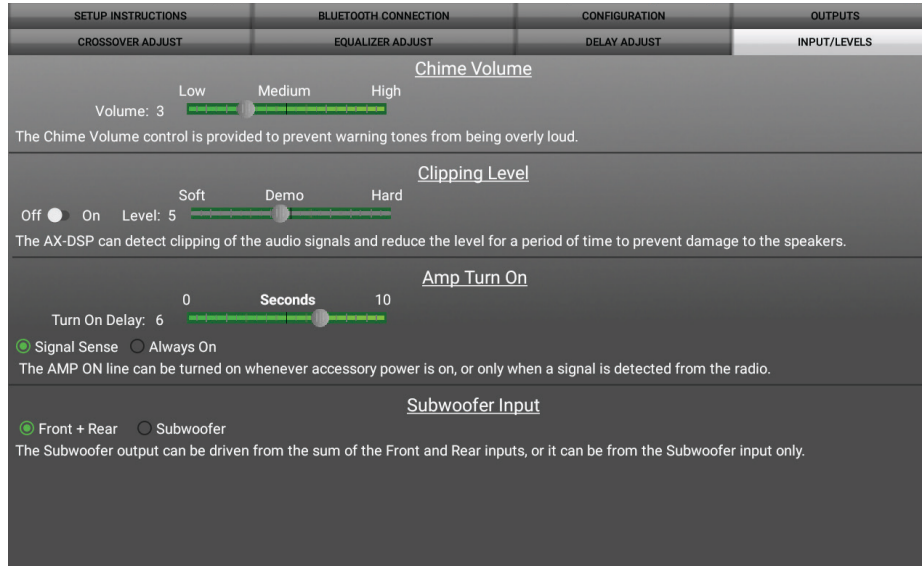 SETUP INSTRUCTIONS BLUETOOTH CONNECTION CONFIGURATION OUTPUTS
CROSSOVER ADJUST EQUALIZER ADJUST DELAY ADJUST INPUT/LEVELS
Chime Volume
Low Medium High
Volume: 3
The Chime Volume control is provided to prevent warning tones from being overly loud.
Clipping Level
Soft Demo Hard
Off On Level: 5
The AX-DSP can detect clipping of the audio signals and reduce the level for a period of time to prevent damage to the speakers.
Amp Turn On
0 Seconds 10
Turn On Delay: 6
Signal Sense Always On
The AMP ON line can be turned on whenever accessory power is on, or only when a signal is detected from the radio.
Subwoofer Input
Front + Rear Subwoofer
The Subwoofer output can be driven from the sum of the Front and Rear inputs, or it can be from the Subwoofer input only.